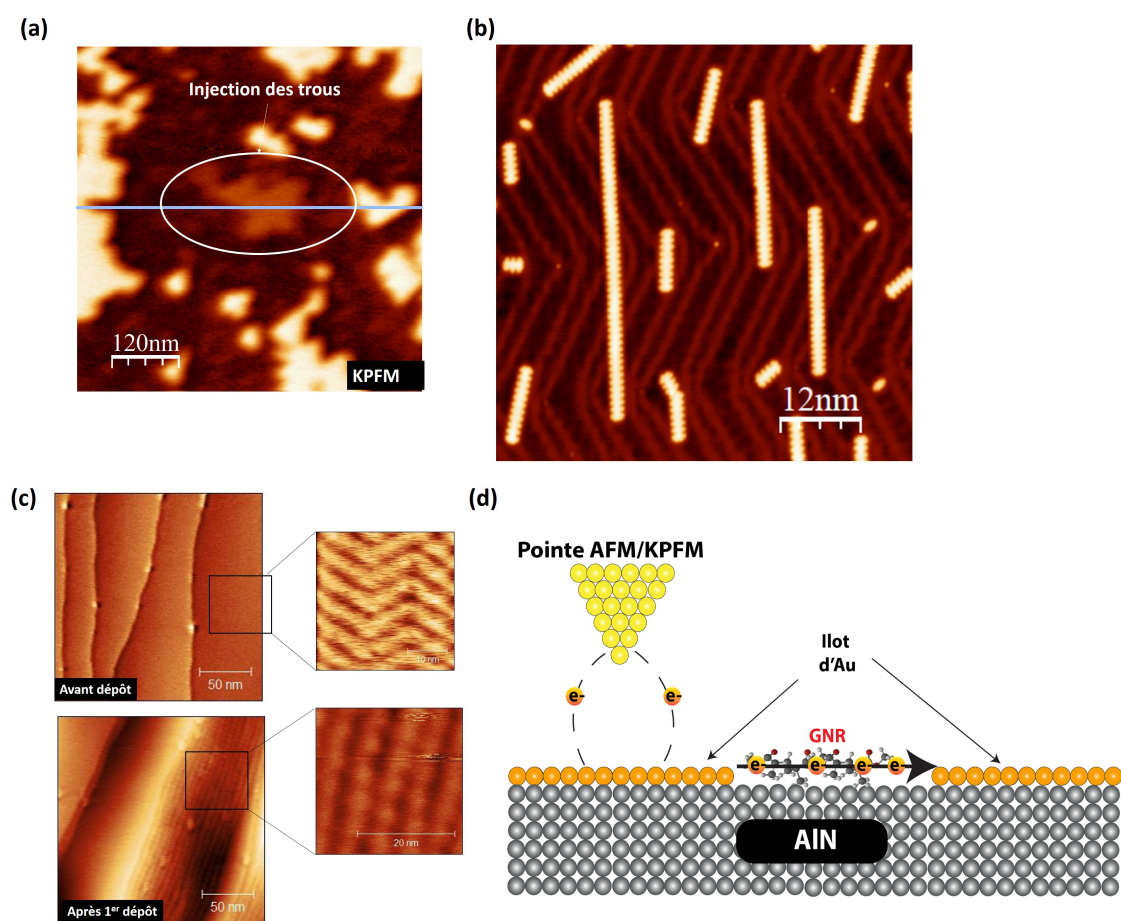 (a)
Injection des trous
120nm
KPFM
(b)
12nm
(c)
50 nm
Avant dépôt
10 nm
50 nm
Après 1er dépôt
20 nm
(d)
Pointe AFM/KPFM
Ilot
d'Au
e-
e-
GNR
e-
e-
e-
e-
AlN